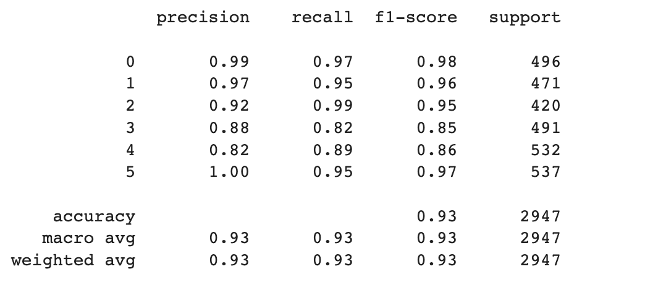 precision recall f1-score support
0 0.99 0.97 0.98 496
1 0.97 0.95 0.96 471
2 0.92 0.99 0.95 420
3 0.88 0.82 0.85 491
4 0.82 0.89 0.86 532
5 1.00 0.95 0.97 537
accuracy 0.93 2947
macro avg 0.93 0.93 0.93 2947
weighted avg 0.93 0.93 0.93 2947